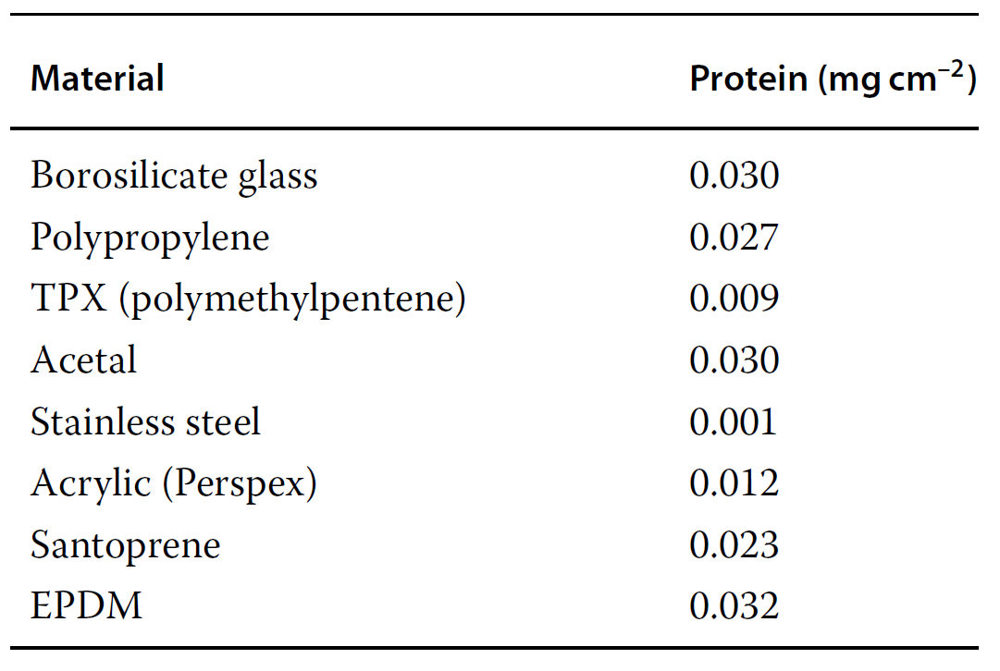 Material Protein (mg cm⁻²)
Borosilicate glass 0.030
Polypropylene 0.027
TPX (polymethylpentene) 0.009
Acetal 0.030
Stainless steel 0.001
Acrylic (Perspex) 0.012
Santoprene 0.023
EPDM 0.032